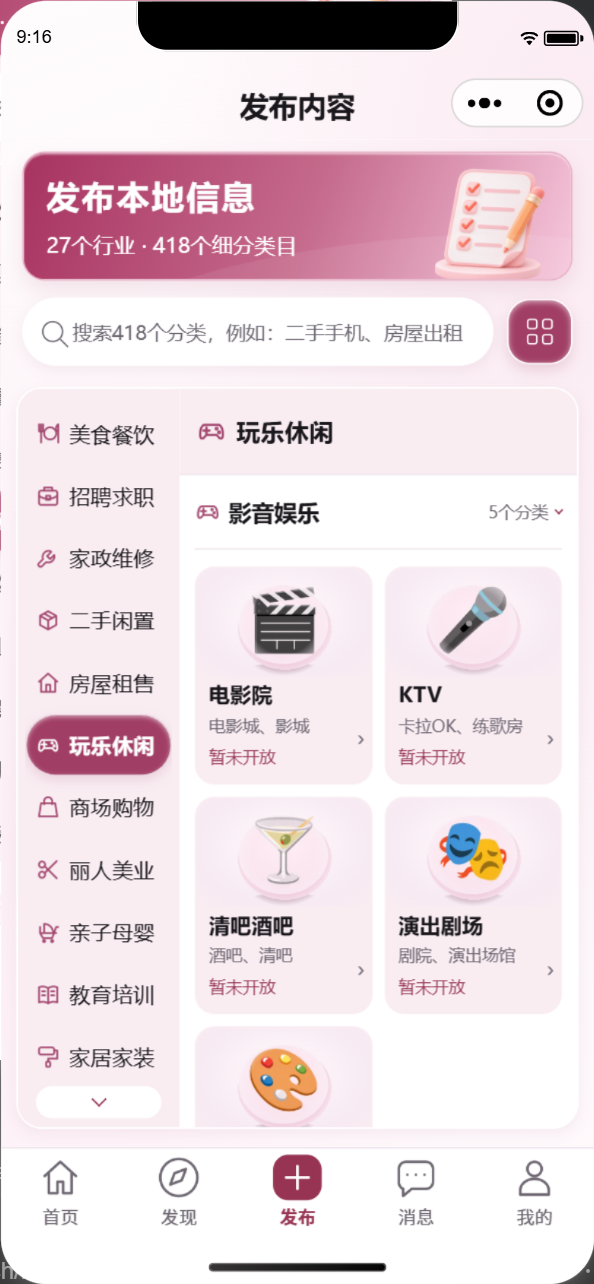 9:16
发布内容
发布本地信息
27个行业 · 418个细分类目
搜索418个分类，例如：二手手机、房屋出租
美食餐饮
招聘求职
家政维修
二手闲置
房屋租售
玩乐休闲
商场购物
丽人美业
亲子母婴
教育培训
家居家装
玩乐休闲
影音娱乐
5个分类
电影院
电影城、影城
暂未开放
KTV
卡拉OK、练歌房
暂未开放
清吧酒吧
酒吧、清吧
暂未开放
演出剧场
剧院、演出场馆
暂未开放
首页
发现
发布
消息
我的